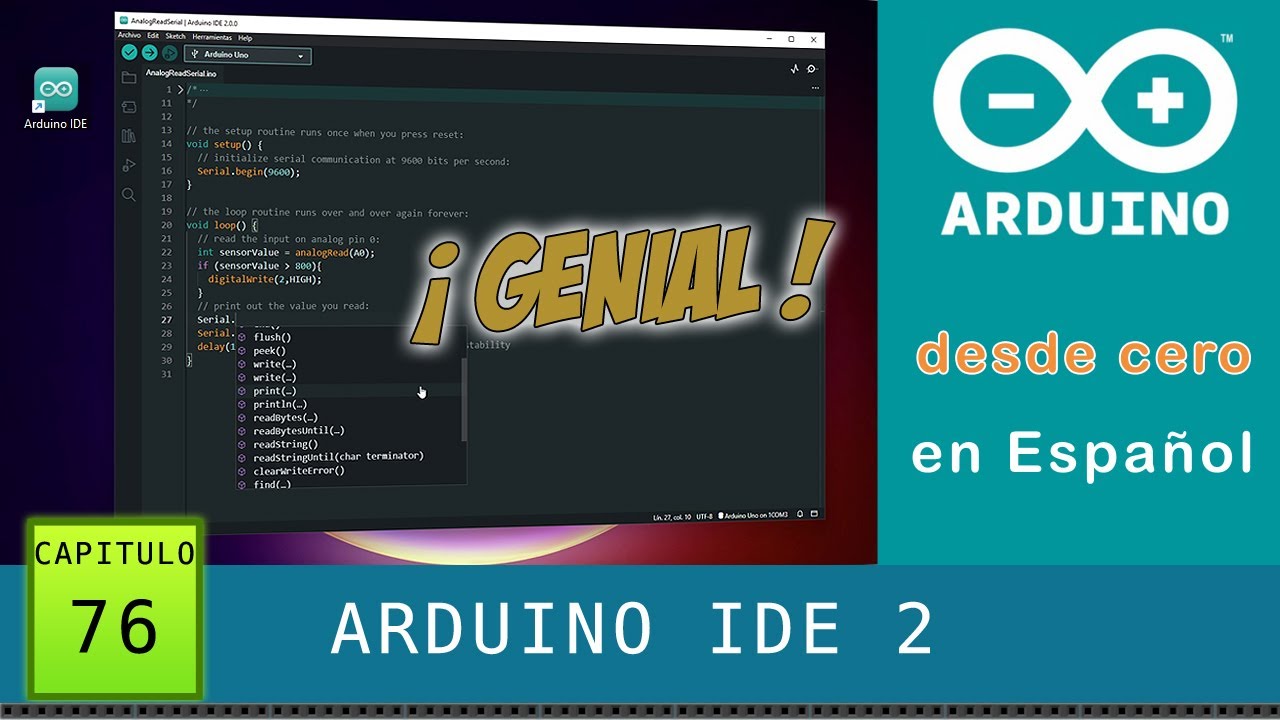 AnalogReadSerial | Arduino IDE 2.0.0
Archivo Edit Sketch Herramientas Help
Arduino Uno
AnalogReadSerial.ino
Arduino IDE
1 /* ...
11 */
12
13 // the setup routine runs once when you press reset:
14 void setup() {
15 // initialize serial communication at 9600 bits per second:
16 Serial.begin(9600);
17 }
18
19 // the loop routine runs over and over again forever:
20 void loop() {
21 // read the input on analog pin 0:
22 int sensorValue = analogRead(A0);
23 if (sensorValue > 800){
24 digitalWrite(2,HIGH);
25 }
26 // print out the value you read:
27 Serial.
28 Serial.
29 delay(1 stability
30 }
31
flush()
peek()
write(…)
write(…)
print(…)
println(…)
readBytes(…)
readBytesUntil(…)
readString()
readStringUntil(char terminator)
clearWriteError()
find(…)
Lín. 27, col. 10 UTF-8 Arduino Uno on COM3
¡GENIAL!
TM
ARDUINO
desde cero
en Español
CAPITULO
76
ARDUINO IDE 2